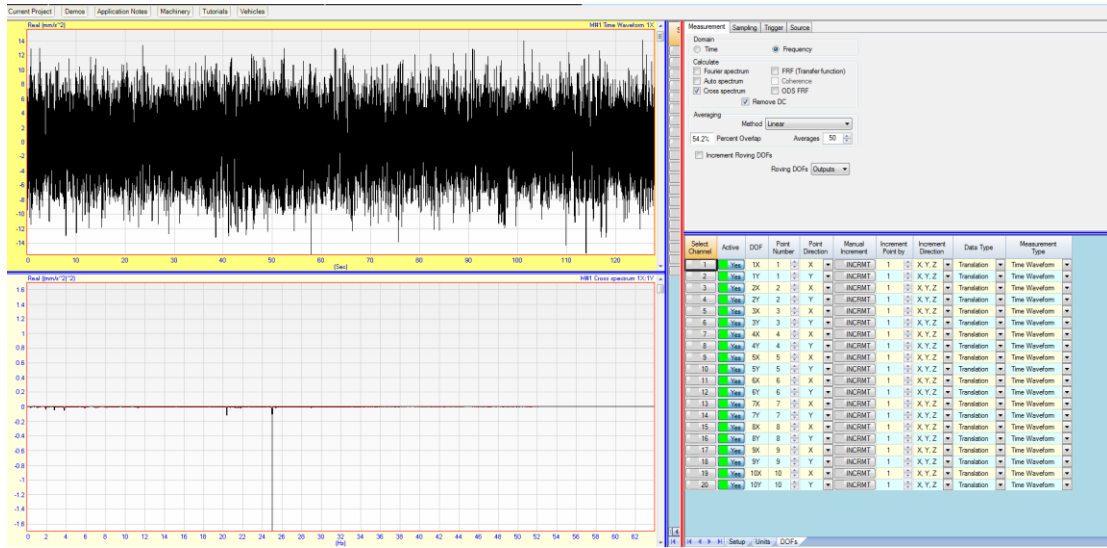 Current Project Demos Application Notes Machinery Tutorials Vehicles
Real (mm/s^2) M#1 Time Waveform 1X
14
12
10
8
6
4
2
0
-2
-4
-6
-8
-10
-12
-14
0 10 20 30 40 50 60 70 80 90 100 110 120
(Sec)
Real ((mm/s^2)^2) M#1 Cross spectrum 1X:1Y
1.6
1.4
1.2
1
0.8
0.6
0.4
0.2
0
-0.2
-0.4
-0.6
-0.8
-1
-1.2
-1.4
-1.6
0 2 4 6 8 10 12 14 16 18 20 22 24 26 28 30 32 34 36 38 40 42 44 46 48 50 52 54 56 58 60 62
(Hz)
S
Measurement Sampling Trigger Source
Domain
Time Frequency
Calculate
Fourier spectrum FRF (Transfer function)
Auto spectrum Coherence
Cross spectrum ODS FRF
Remove DC
Averaging
Method Linear
54.2% Percent Overlap Averages 50
Increment Roving DOFs
Roving DOFs Outputs
Select Channel Active DOF Point Number Point Direction Manual Increment Increment Point by Increment Direction Data Type Measurement Type
1 Yes 1X 1 X INCRMT 1 X, Y, Z Translation Time Waveform
2 Yes 1Y 1 Y INCRMT 1 X, Y, Z Translation Time Waveform
3 Yes 2X 2 X INCRMT 1 X, Y, Z Translation Time Waveform
4 Yes 2Y 2 Y INCRMT 1 X, Y, Z Translation Time Waveform
5 Yes 3X 3 X INCRMT 1 X, Y, Z Translation Time Waveform
6 Yes 3Y 3 Y INCRMT 1 X, Y, Z Translation Time Waveform
7 Yes 4X 4 X INCRMT 1 X, Y, Z Translation Time Waveform
8 Yes 4Y 4 Y INCRMT 1 X, Y, Z Translation Time Waveform
9 Yes 5X 5 X INCRMT 1 X, Y, Z Translation Time Waveform
10 Yes 5Y 5 Y INCRMT 1 X, Y, Z Translation Time Waveform
11 Yes 6X 6 X INCRMT 1 X, Y, Z Translation Time Waveform
12 Yes 6Y 6 Y INCRMT 1 X, Y, Z Translation Time Waveform
13 Yes 7X 7 X INCRMT 1 X, Y, Z Translation Time Waveform
14 Yes 7Y 7 Y INCRMT 1 X, Y, Z Translation Time Waveform
15 Yes 8X 8 X INCRMT 1 X, Y, Z Translation Time Waveform
16 Yes 8Y 8 Y INCRMT 1 X, Y, Z Translation Time Waveform
17 Yes 9X 9 X INCRMT 1 X, Y, Z Translation Time Waveform
18 Yes 9Y 9 Y INCRMT 1 X, Y, Z Translation Time Waveform
19 Yes 10X 10 X INCRMT 1 X, Y, Z Translation Time Waveform
20 Yes 10Y 10 Y INCRMT 1 X, Y, Z Translation Time Waveform
Setup Units DOFs